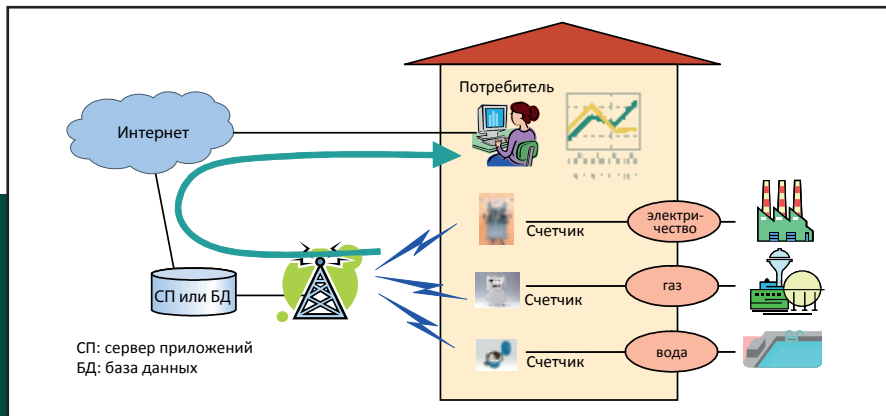 Потребитель
Интернет
электри-
чество
Счетчик
СП или БД
газ
Счетчик
вода
Счетчик
СП: сервер приложений
БД: база данных